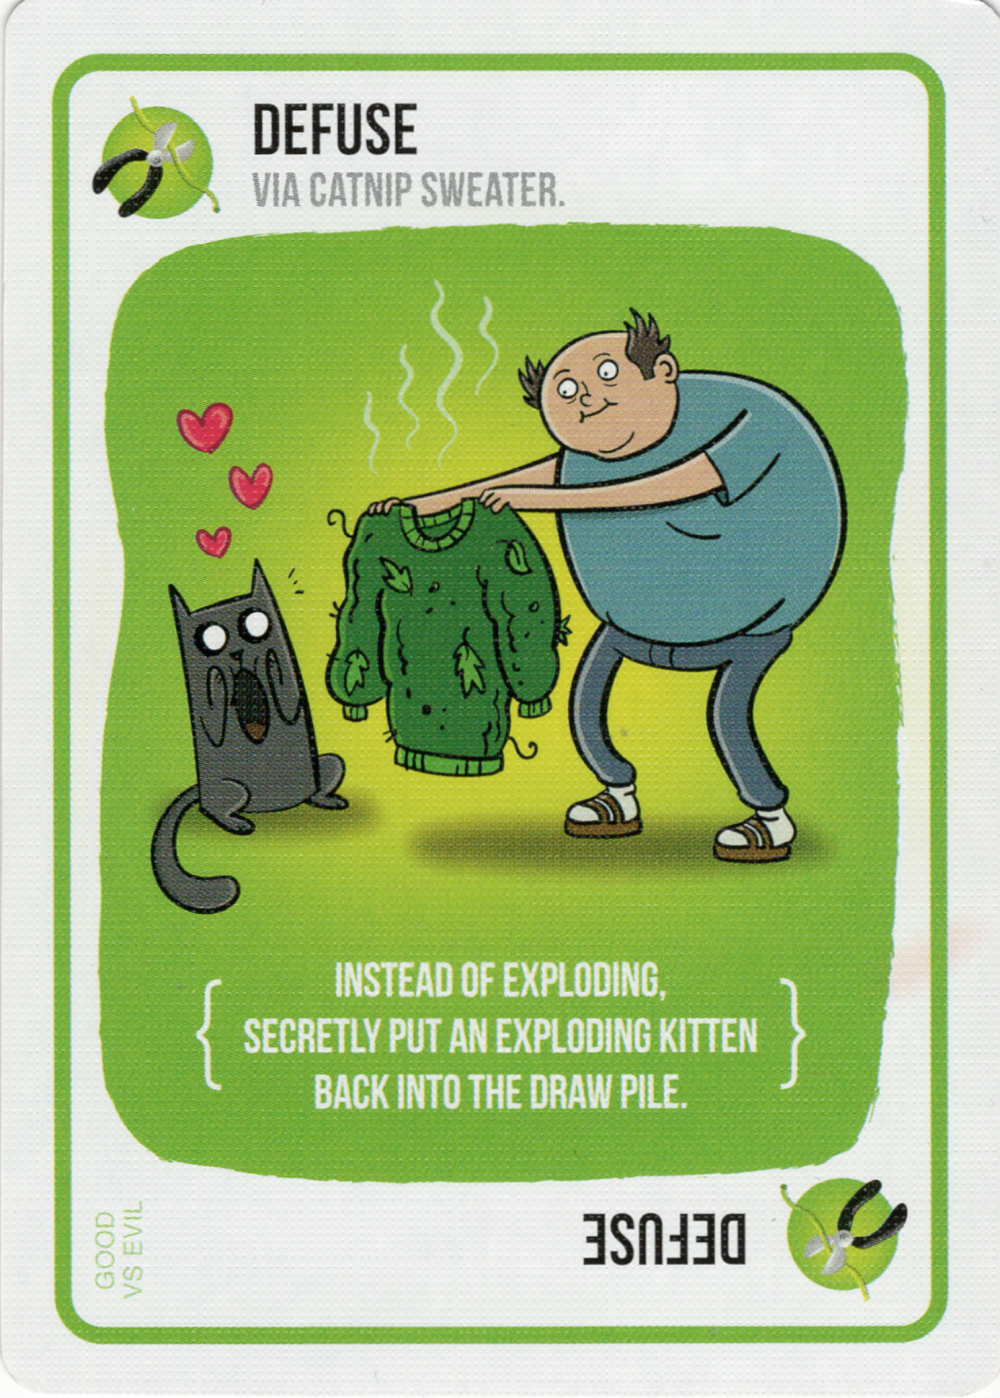 DEFUSE
VIA CATNIP SWEATER.
INSTEAD OF EXPLODING,
SECRETLY PUT AN EXPLODING KITTEN
BACK INTO THE DRAW PILE.
GOOD
VS EVIL
DEFUSE